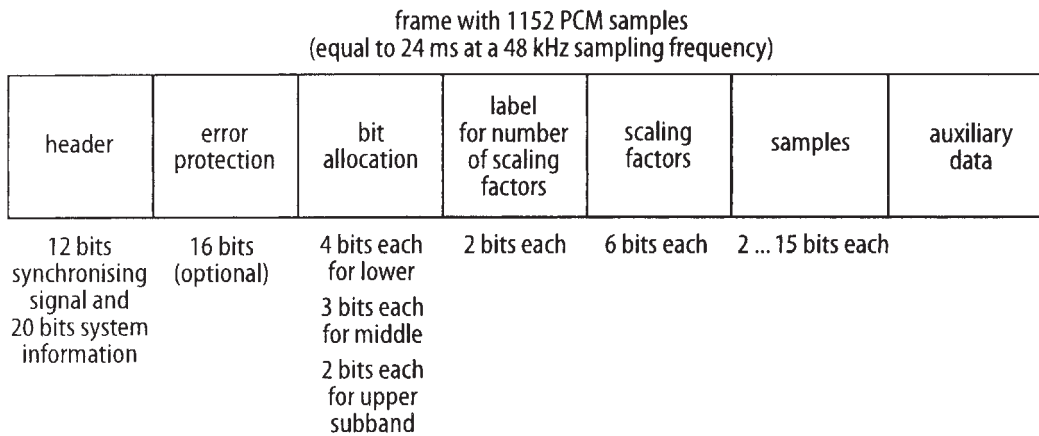 frame with 1152 PCM samples
(equal to 24 ms at a 48 kHz sampling frequency)
header
error
protection
bit
allocation
label
for number
of scaling
factors
scaling
factors
samples
auxiliary
data
12 bits
synchronising
signal and
20 bits system
information
16 bits
(optional)
4 bits each
for lower
3 bits each
for middle
2 bits each
for upper
subband
2 bits each
6 bits each
2 ... 15 bits each